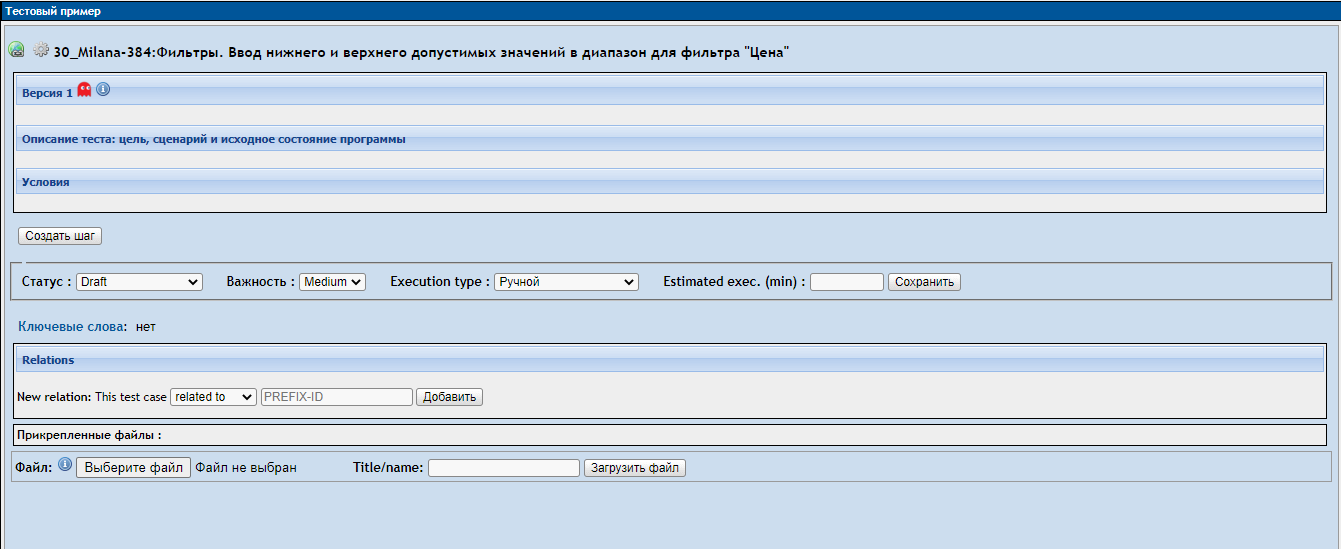 Тестовый пример
30_Milana-384:Фильтры. Ввод нижнего и верхнего допустимых значений в диапазон для фильтра "Цена"
Версия 1
Описание теста: цель, сценарий и исходное состояние программы
Условия
Создать шаг
Статус : Draft Важность : Medium Execution type : Ручной Estimated exec. (min) : Сохранить
Ключевые слова: нет
Relations
New relation: This test case related to PREFIX-ID Добавить
Прикрепленные файлы :
Файл: Выберите файл Файл не выбран Title/name: Загрузить файл